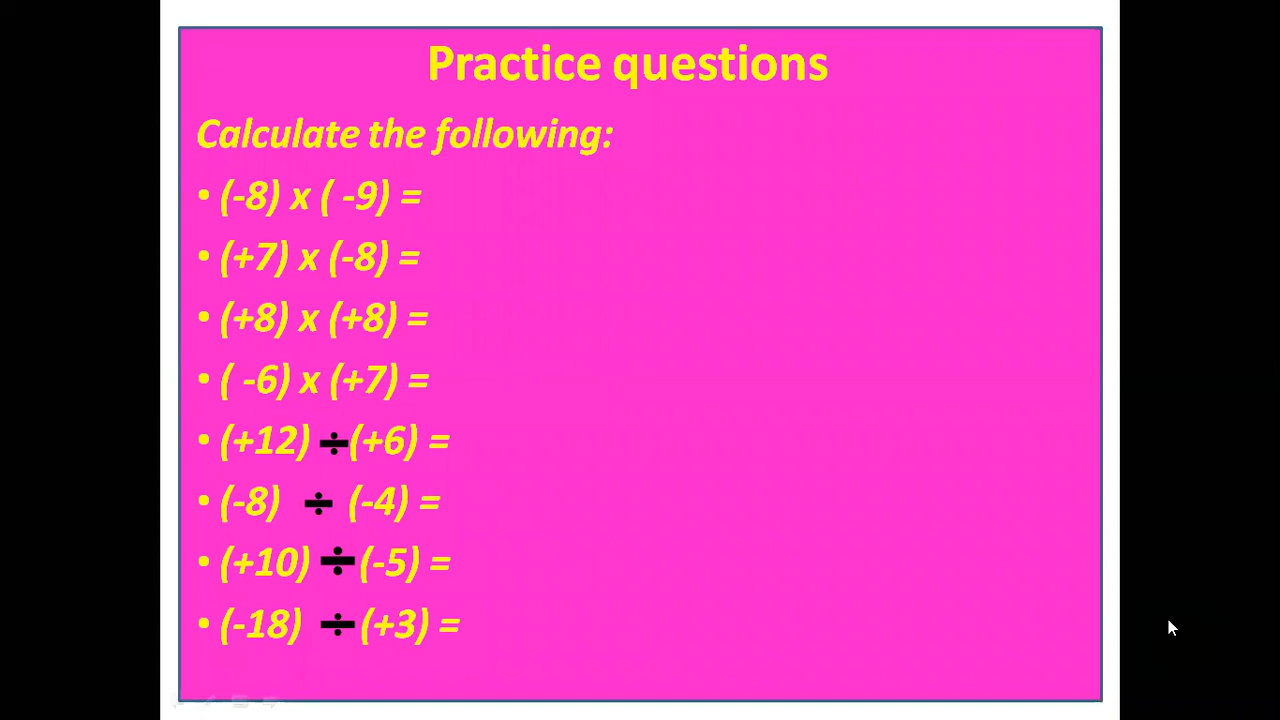 Practice questions
Calculate the following:
• (-8) x ( -9) =
• (+7) x (-8) =
• (+8) x (+8) =
• ( -6) x (+7) =
• (+12) ÷(+6) =
• (-8) ÷ (-4) =
• (+10) ÷(-5) =
• (-18) ÷(+3) =